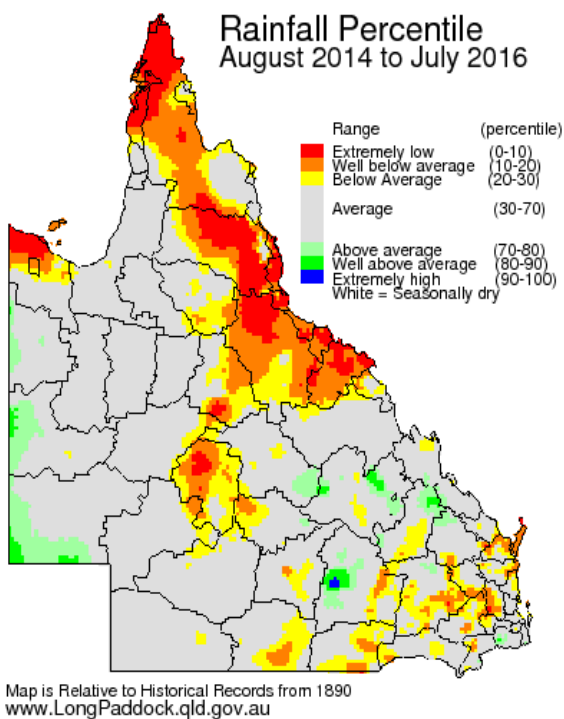 Rainfall Percentile
August 2014 to July 2016
Range (percentile)
Extremely low (0-10)
Well below average (10-20)
Below Average (20-30)
Average (30-70)
Above average (70-80)
Well above average (80-90)
Extremely high (90-100)
White = Seasonally dry
Map is Relative to Historical Records from 1890
www.LongPaddock.qld.gov.au